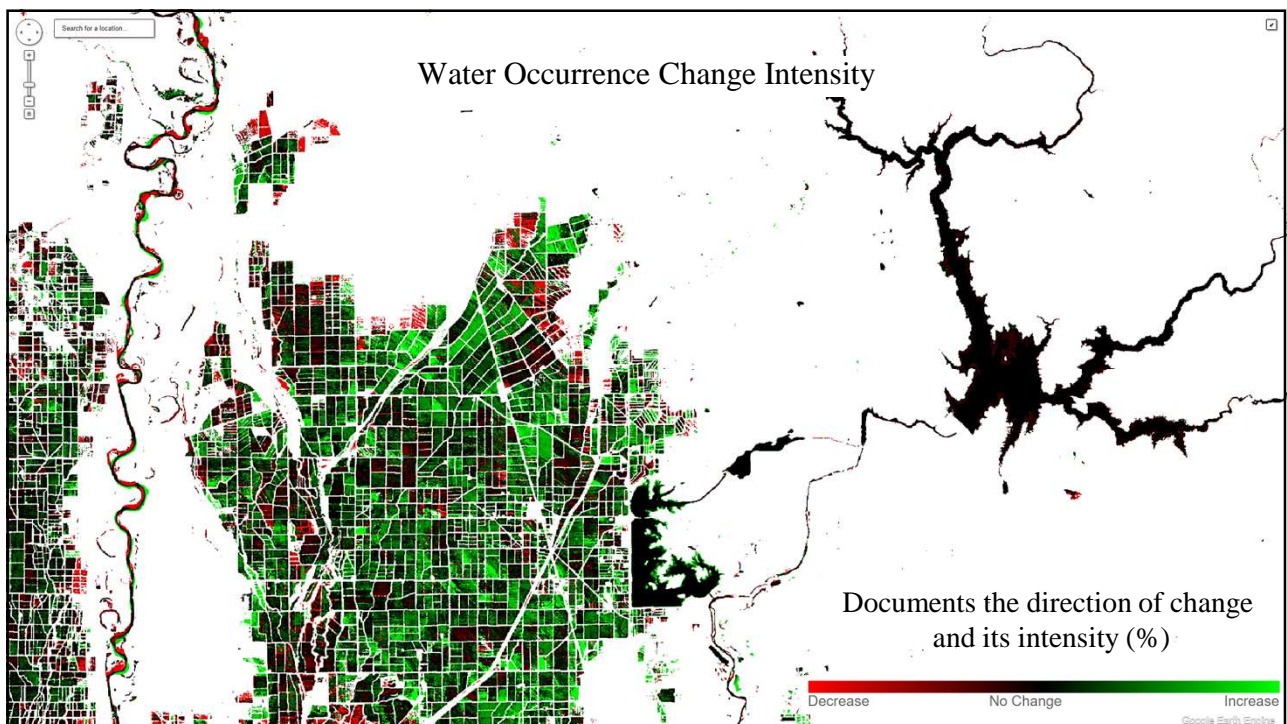 Search for a location...
Water Occurrence Change Intensity
Documents the direction of change
and its intensity (%)
Decrease No Change Increase
Google Earth Engine